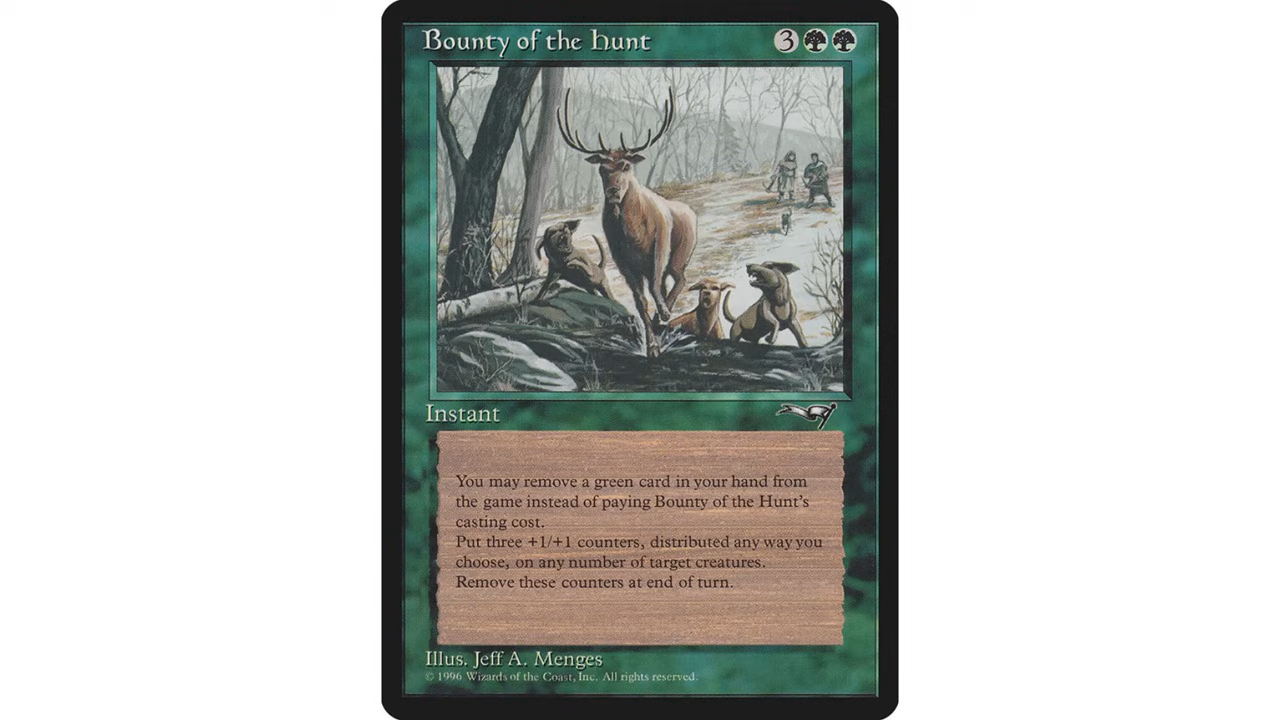 Bounty of the Hunt 3
Instant
You may remove a green card in your hand from
the game instead of paying Bounty of the Hunt's
casting cost.
Put three +1/+1 counters, distributed any way you
choose, on any number of target creatures.
Remove these counters at end of turn.
Illus. Jeff A. Menges
© 1996 Wizards of the Coast, Inc. All rights reserved.